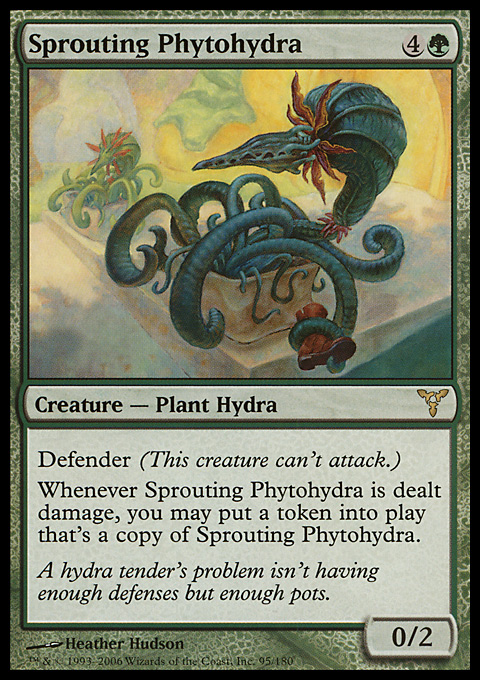 Sprouting Phytohydra 4
Creature — Plant Hydra
Defender (This creature can't attack.)
Whenever Sprouting Phytohydra is dealt
damage, you may put a token into play
that's a copy of Sprouting Phytohydra.
A hydra tender's problem isn't having
enough defenses but enough pots.
Heather Hudson
0/2
™ & © 1993–2006 Wizards of the Coast, Inc. 95/180